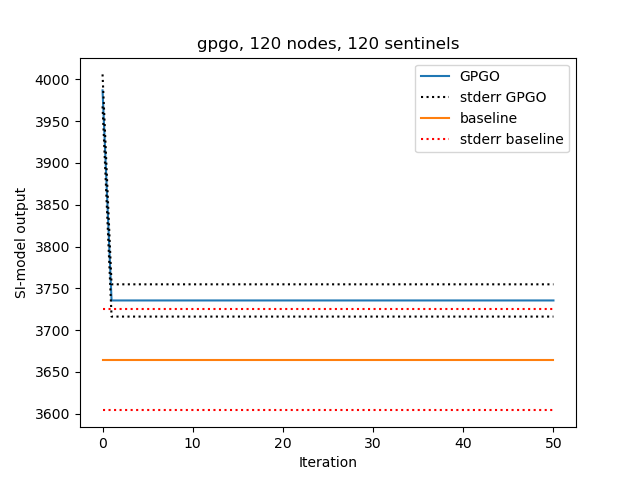 gpgo, 120 nodes, 120 sentinels
GPGO
stderr GPGO
baseline
stderr baseline
SI-model output
4000
3950
3900
3850
3800
3750
3700
3650
3600
0 10 20 30 40 50
Iteration